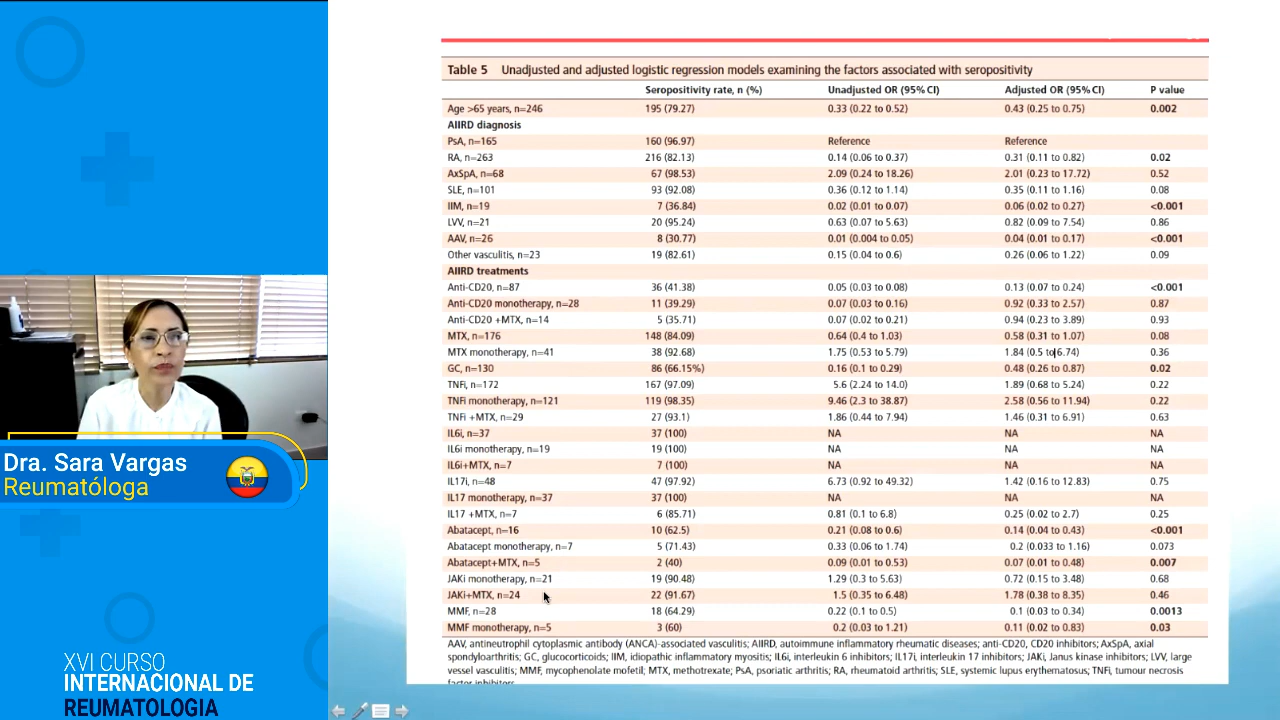 Table 5 Unadjusted and adjusted logistic regression models examining the factors associated with seropositivity
Seropositivity rate, n (%) Unadjusted OR (95% CI) Adjusted OR (95% CI) P value
Age >65 years, n=246 195 (79.27) 0.33 (0.22 to 0.52) 0.43 (0.25 to 0.75) 0.002
AIIRD diagnosis
PsA, n=165 160 (96.97) Reference Reference
RA, n=263 216 (82.13) 0.14 (0.06 to 0.37) 0.31 (0.11 to 0.82) 0.02
AxSpA, n=68 67 (98.53) 2.09 (0.24 to 18.26) 2.01 (0.23 to 17.72) 0.52
SLE, n=101 93 (92.08) 0.36 (0.12 to 1.14) 0.35 (0.11 to 1.16) 0.08
IIM, n=19 7 (36.84) 0.02 (0.01 to 0.07) 0.06 (0.02 to 0.27) <0.001
LVV, n=21 20 (95.24) 0.63 (0.07 to 5.63) 0.82 (0.09 to 7.54) 0.86
AAV, n=26 8 (30.77) 0.01 (0.004 to 0.05) 0.04 (0.01 to 0.17) <0.001
Other vasculitis, n=23 19 (82.61) 0.15 (0.04 to 0.6) 0.26 (0.06 to 1.22) 0.09
AIIRD treatments
Anti-CD20, n=87 36 (41.38) 0.05 (0.03 to 0.08) 0.13 (0.07 to 0.24) <0.001
Anti-CD20 monotherapy, n=28 11 (39.29) 0.07 (0.03 to 0.16) 0.92 (0.33 to 2.57) 0.87
Anti-CD20 +MTX, n=14 5 (35.71) 0.07 (0.02 to 0.21) 0.94 (0.23 to 3.89) 0.93
MTX, n=176 148 (84.09) 0.64 (0.4 to 1.03) 0.58 (0.31 to 1.07) 0.08
MTX monotherapy, n=41 38 (92.68) 1.75 (0.53 to 5.79) 1.84 (0.5 to 6.74) 0.36
GC, n=130 86 (66.15%) 0.16 (0.1 to 0.29) 0.48 (0.26 to 0.87) 0.02
TNFi, n=172 167 (97.09) 5.6 (2.24 to 14.0) 1.89 (0.68 to 5.24) 0.22
TNFi monotherapy, n=121 119 (98.35) 9.46 (2.3 to 38.87) 2.58 (0.56 to 11.94) 0.22
TNFi +MTX, n=29 27 (93.1) 1.86 (0.44 to 7.94) 1.46 (0.31 to 6.91) 0.63
IL6i, n=37 37 (100) NA NA NA
IL6i monotherapy, n=19 19 (100) NA NA NA
IL6i+MTX, n=7 7 (100) NA NA NA
IL17i, n=48 47 (97.92) 6.73 (0.92 to 49.32) 1.42 (0.16 to 12.83) 0.75
IL17 monotherapy, n=37 37 (100) NA NA NA
IL17 +MTX, n=7 6 (85.71) 0.81 (0.1 to 6.8) 0.25 (0.02 to 2.7) 0.25
Abatacept, n=16 10 (62.5) 0.21 (0.08 to 0.6) 0.14 (0.04 to 0.43) <0.001
Abatacept monotherapy, n=7 5 (71.43) 0.33 (0.06 to 1.74) 0.2 (0.033 to 1.16) 0.073
Abatacept+MTX, n=5 2 (40) 0.09 (0.01 to 0.53) 0.07 (0.01 to 0.48) 0.007
JAKi monotherapy, n=21 19 (90.48) 1.29 (0.3 to 5.63) 0.72 (0.15 to 3.48) 0.68
JAKi+MTX, n=24 22 (91.67) 1.5 (0.35 to 6.48) 1.78 (0.38 to 8.35) 0.46
MMF, n=28 18 (64.29) 0.22 (0.1 to 0.5) 0.1 (0.03 to 0.34) 0.0013
MMF monotherapy, n=5 3 (60) 0.2 (0.03 to 1.21) 0.11 (0.02 to 0.83) 0.03
AAV, antineutrophil cytoplasmic antibody (ANCA)-associated vasculitis; AIIRD, autoimmune inflammatory rheumatic diseases; anti-CD20, CD20 inhibitors; AxSpA, axial
spondyloarthritis; GC, glucocorticoids; IIM, idiopathic inflammatory myositis; IL6i, interleukin 6 inhibitors; IL17i, interleukin 17 inhibitors; JAKi, Janus kinase inhibitors; LVV, large
vessel vasculitis; MMF, mycophenolate mofetil; MTX, methotrexate; PsA, psoriatic arthritis; RA, rheumatoid arthritis; SLE, systemic lupus erythematosus; TNFi, tumour necrosis
factor inhibitors.
Dra. Sara Vargas
Reumatóloga
XVI CURSO
INTERNACIONAL DE
REUMATOLOGIA